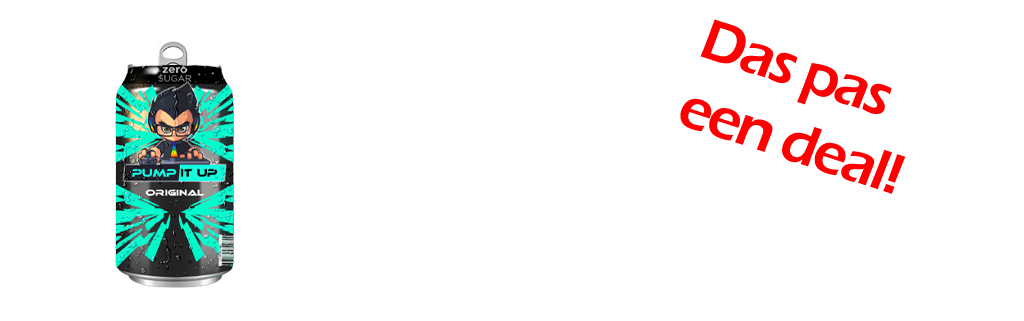 zero
SUGAR
PUMP IT UP
ORIGINAL
Das pas
een deal!